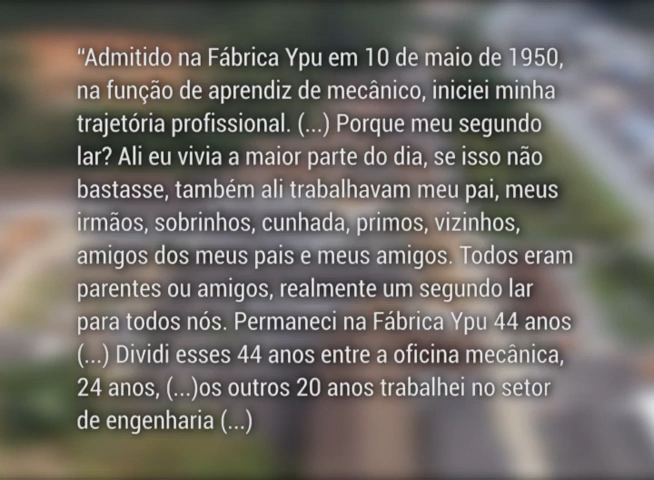 “Admitido na Fábrica Ypu em 10 de maio de 1950,
na função de aprendiz de mecânico, iniciei minha
trajetória profissional. (...) Porque meu segundo
lar? Ali eu vivia a maior parte do dia, se isso não
bastasse, também ali trabalhavam meu pai, meus
irmãos, sobrinhos, cunhada, primos, vizinhos,
amigos dos meus pais e meus amigos. Todos eram
parentes ou amigos, realmente um segundo lar
para todos nós. Permaneci na Fábrica Ypu 44 anos
(...) Dividi esses 44 anos entre a oficina mecânica,
24 anos, (...)os outros 20 anos trabalhei no setor
de engenharia (...)